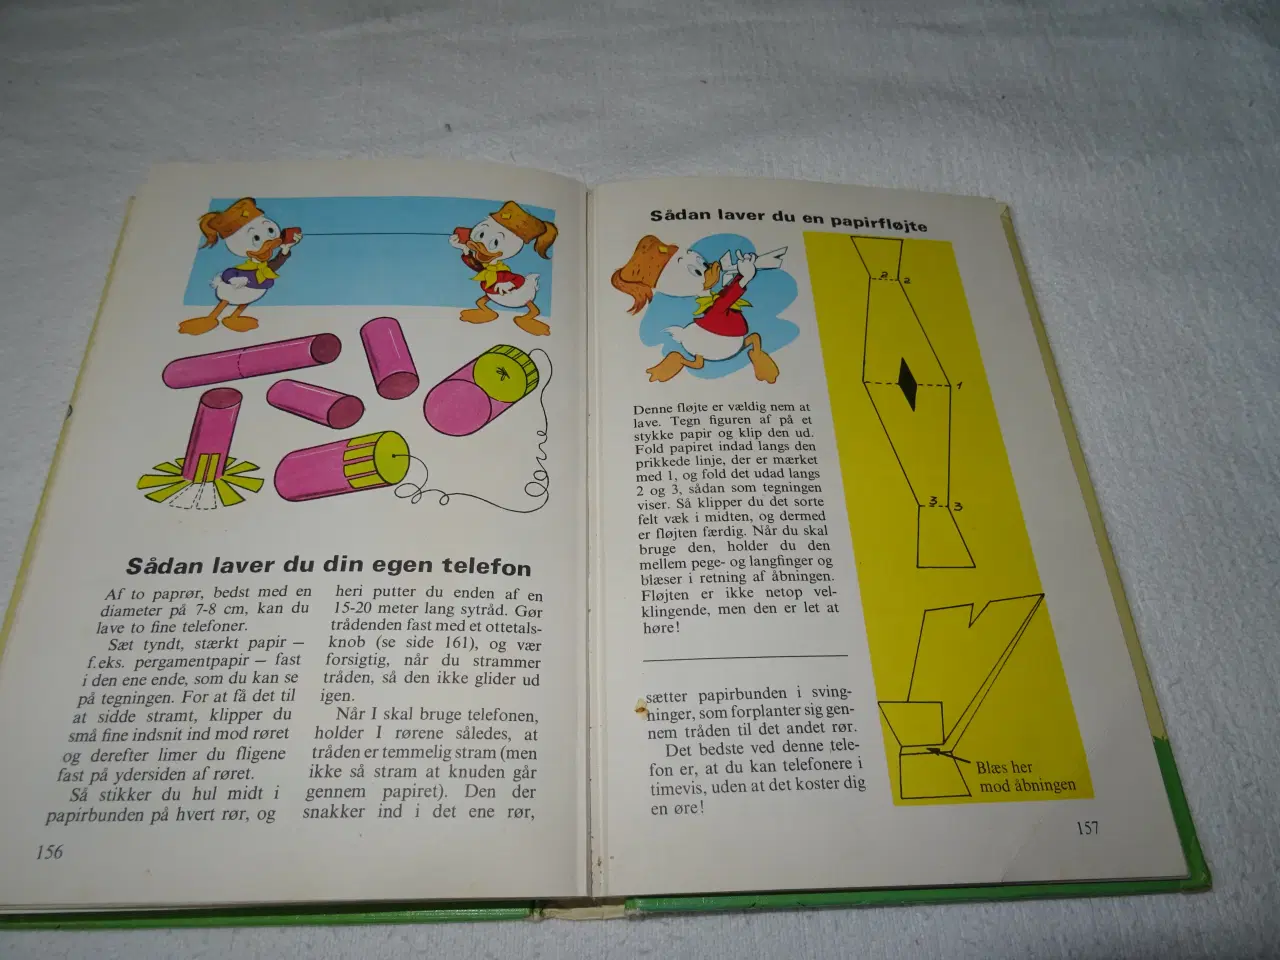 Sådan laver du din egen telefon
Af to paprør, bedst med en
diameter på 7-8 cm, kan du
lave to fine telefoner.
Sæt tyndt, stærkt papir –
f.eks. pergamentpapir – fast
i den ene ende, som du kan se
på tegningen. For at få det til
at sidde stramt, klipper du
små fine indsnit ind mod røret
og derefter limer du fligene
fast på ydersiden af røret.
Så stikker du hul midt i
papirbunden på hvert rør, og
heri putter du enden af en
15-20 meter lang sytråd. Gør
trådenden fast med et ottetals-
knob (se side 161), og vær
forsigtig, når du strammer
tråden, så den ikke glider ud
igen.
Når I skal bruge telefonen,
holder I rørene således, at
tråden er temmelig stram (men
ikke så stram at knuden går
gennem papiret). Den der
snakker ind i det ene rør,
156
Sådan laver du en papirfløjte
Denne fløjte er vældig nem at
lave. Tegn figuren af på et
stykke papir og klip den ud.
Fold papiret indad langs den
prikkede linje, der er mærket
med 1, og fold det udad langs
2 og 3, sådan som tegningen
viser. Så klipper du det sorte
felt væk i midten, og dermed
er fløjten færdig. Når du skal
bruge den, holder du den
mellem pege- og langfinger og
blæser i retning af åbningen.
Fløjten er ikke netop vel-
klingende, men den er let at
høre!
sætter papirbunden i sving-
ninger, som forplanter sig gen-
nem tråden til det andet rør.
Det bedste ved denne tele-
fon er, at du kan telefonere i
timevis, uden at det koster dig
en øre!
2 2
1
3 3
Blæs her
mod åbningen
157